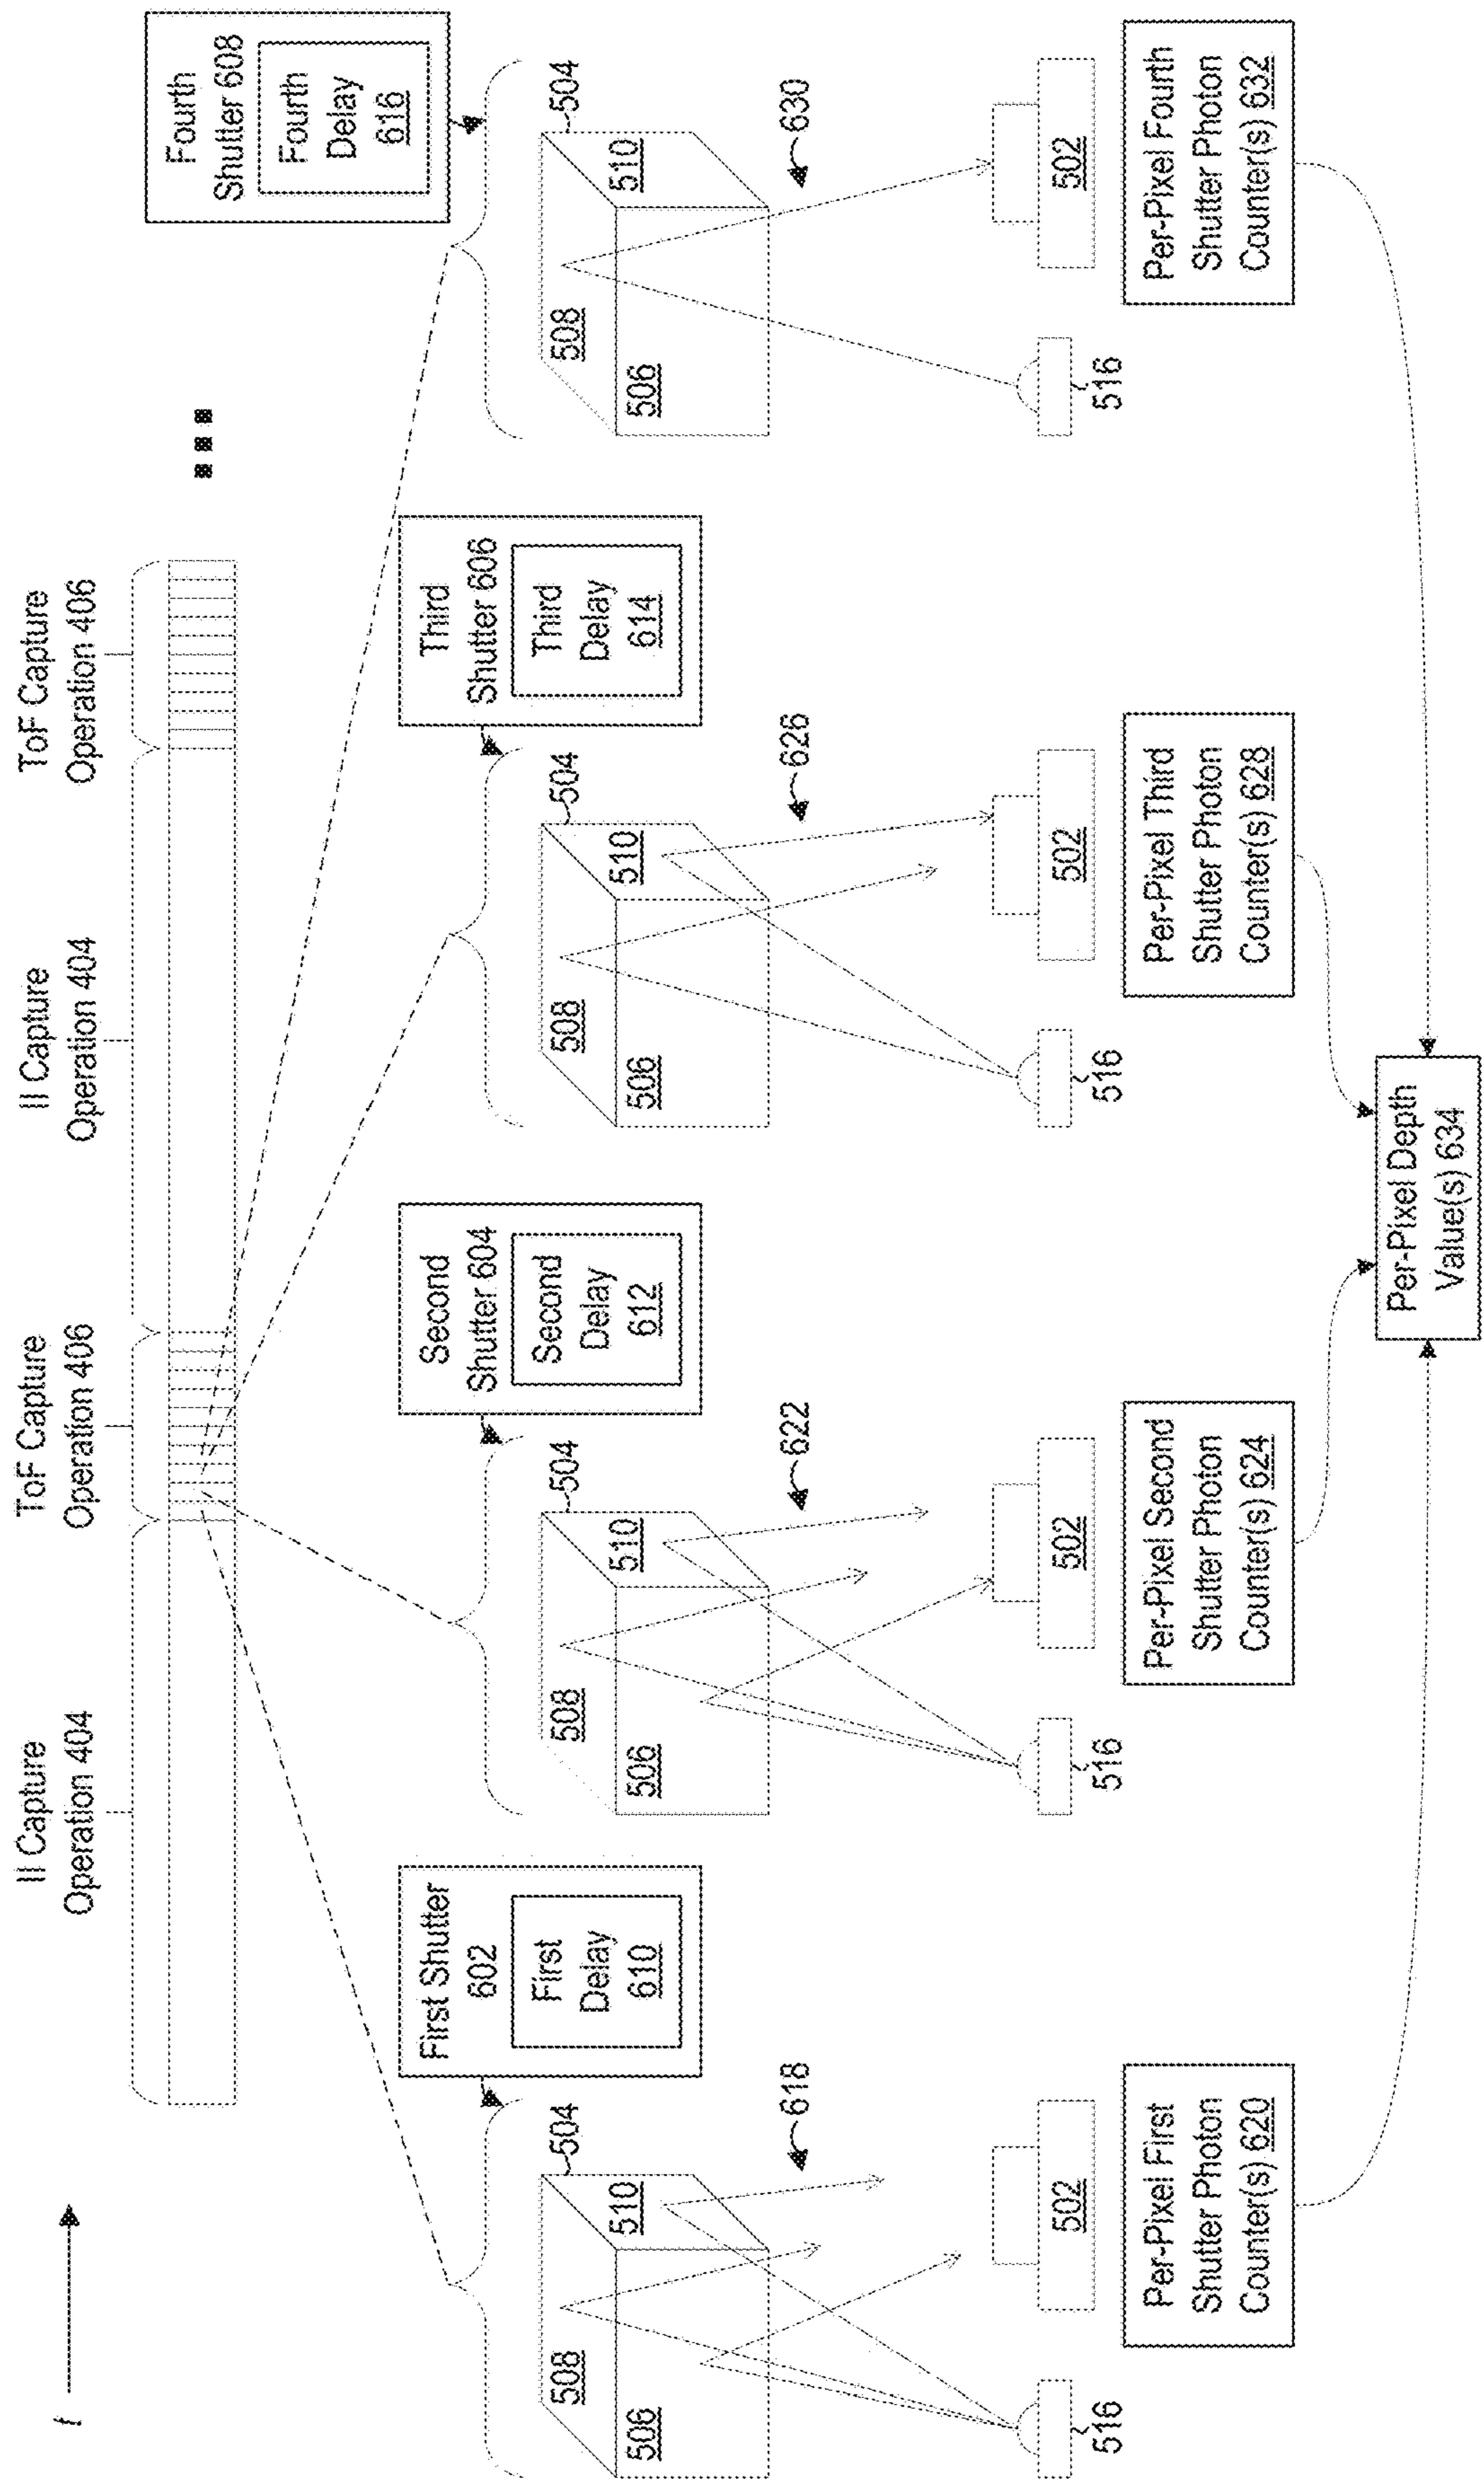 t
II Capture
Operation 404
ToF Capture
Operation 406
II Capture
Operation 404
ToF Capture
Operation 406
First Shutter
602
First
Delay
610
Second
Shutter 604
Second
Delay
612
Third
Shutter 606
Third
Delay
614
Fourth
Shutter 608
Fourth
Delay
616
504
508
510
506
618
502
516
504
508
510
506
622
502
516
504
508
510
506
626
502
516
504
508
510
506
630
502
516
Per-Pixel First
Shutter Photon
Counter(s) 620
Per-Pixel Second
Shutter Photon
Counter(s) 624
Per-Pixel Third
Shutter Photon
Counter(s) 628
Per-Pixel Fourth
Shutter Photon
Counter(s) 632
Per-Pixel Depth
Value(s) 634